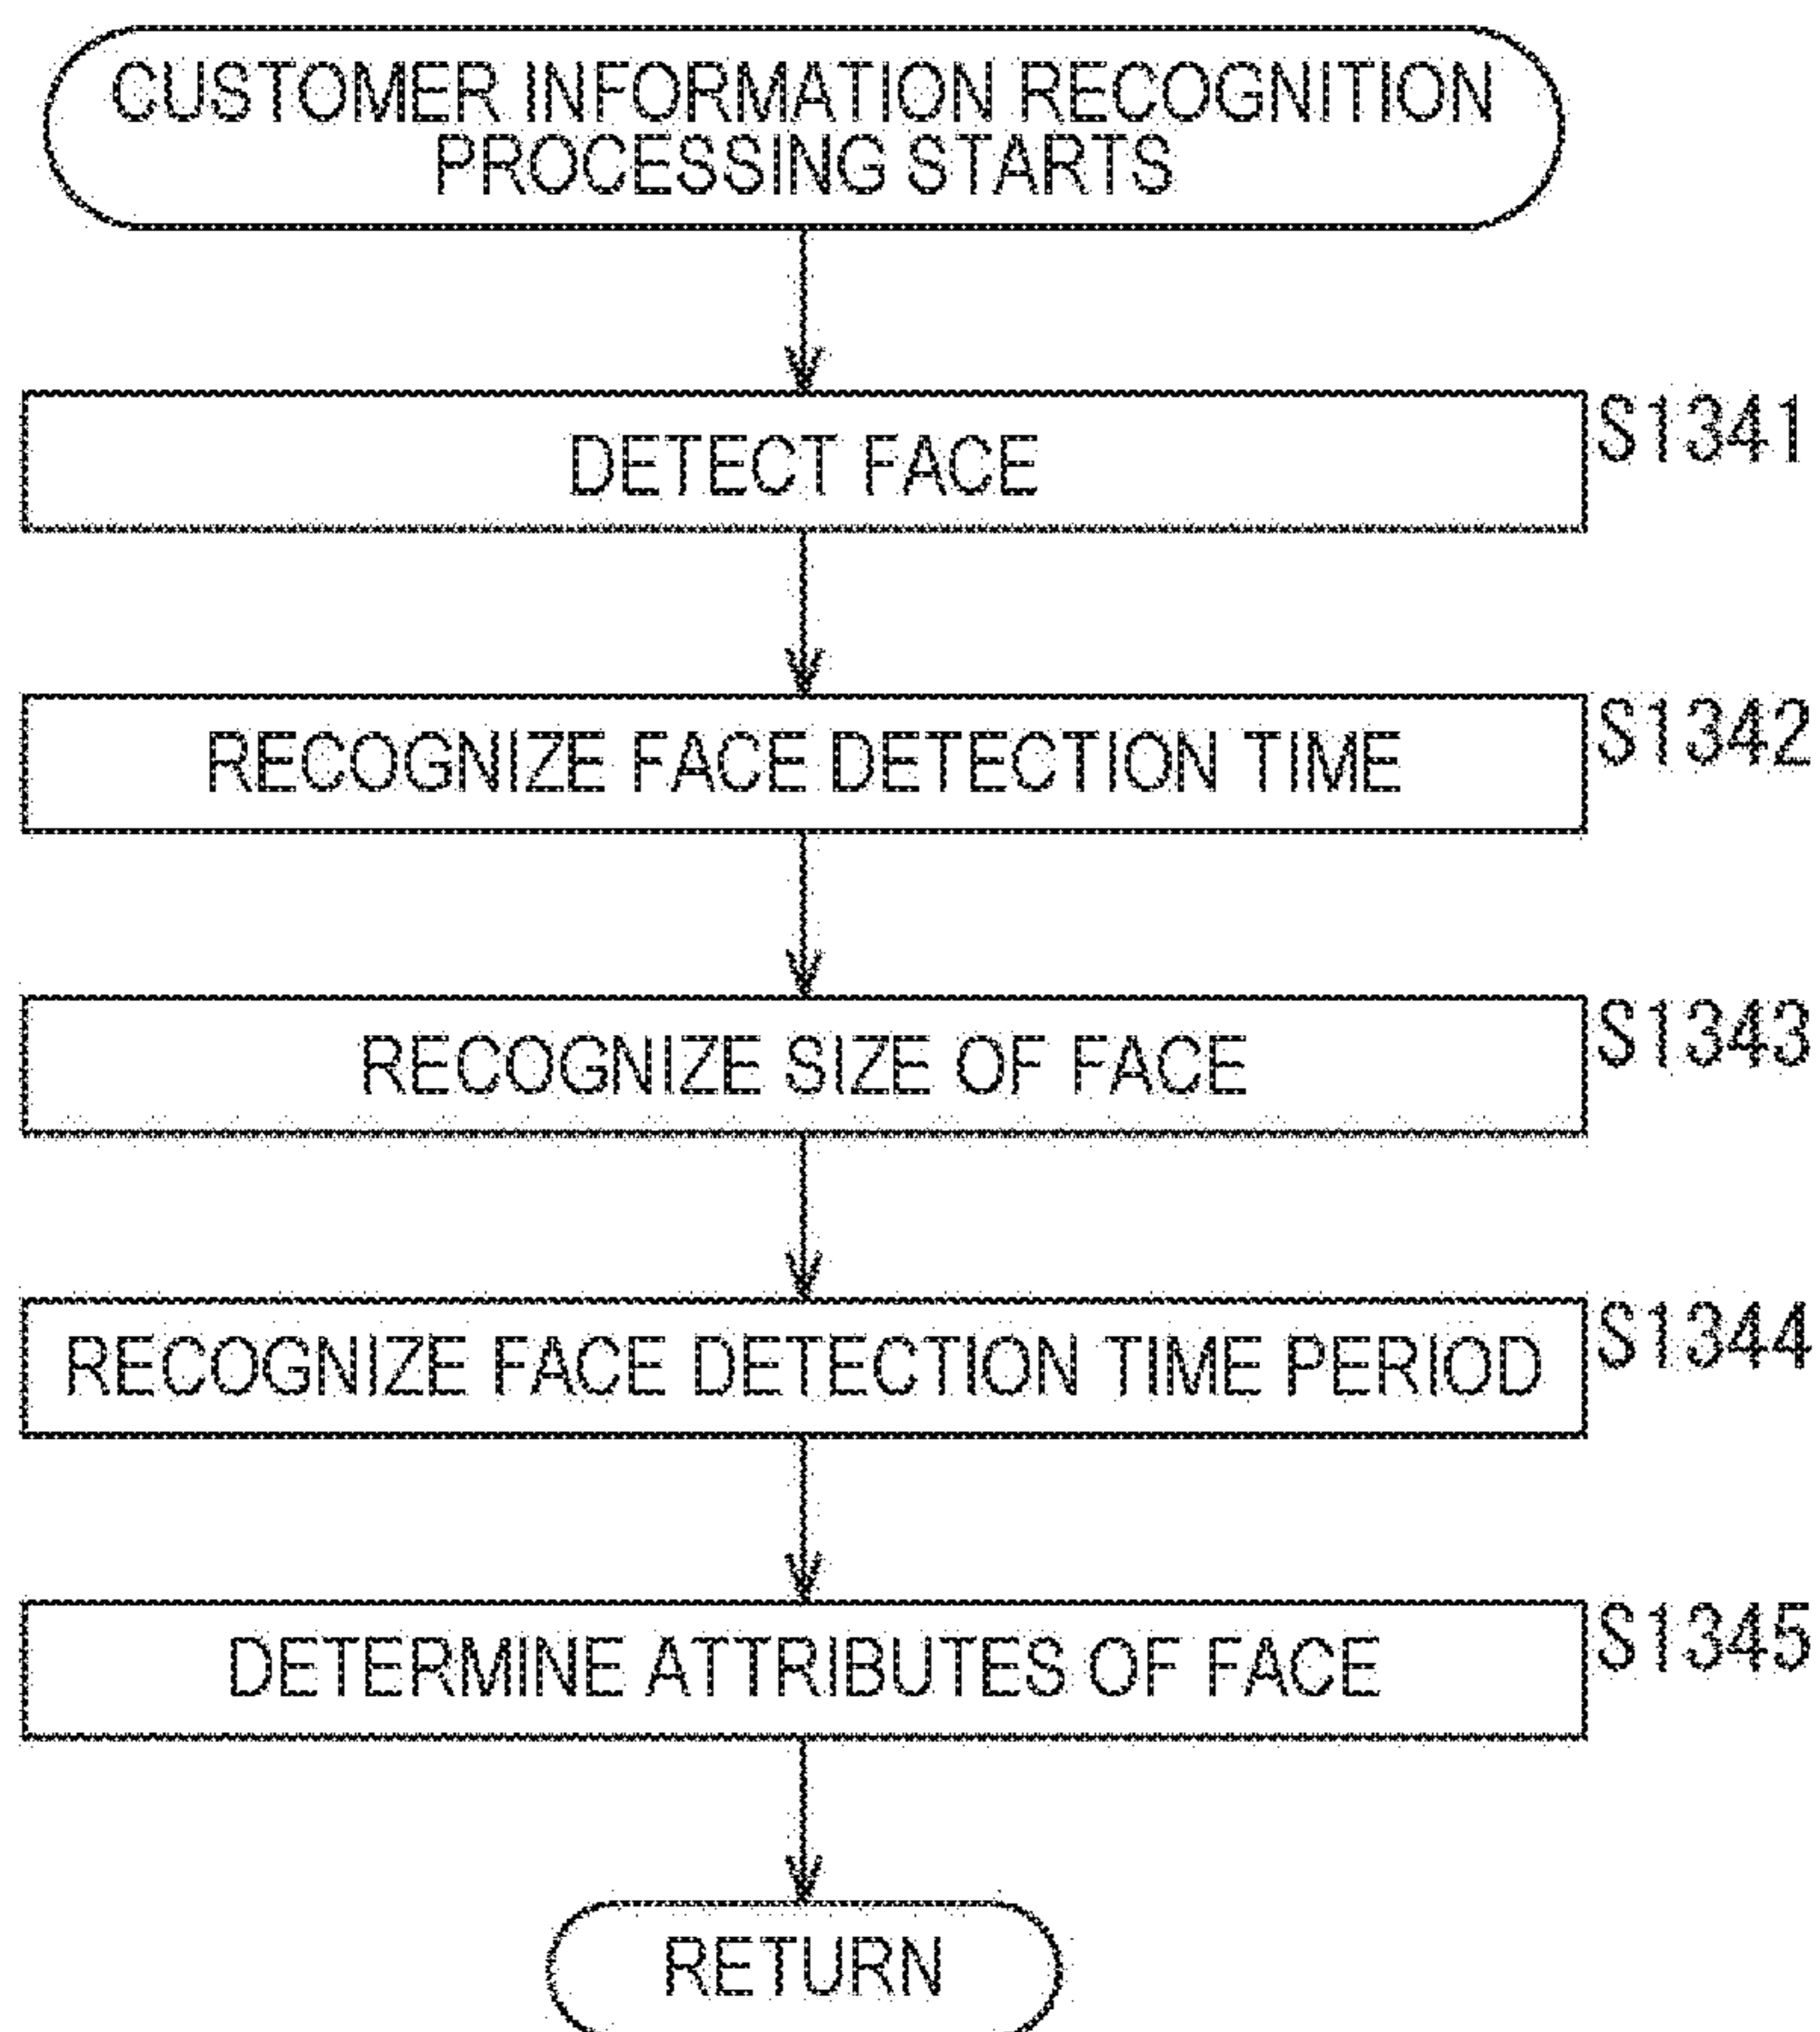 CUSTOMER INFORMATION RECOGNITION
PROCESSING STARTS
DETECT FACE
S1341
RECOGNIZE FACE DETECTION TIME
S1342
RECOGNIZE SIZE OF FACE
S1343
RECOGNIZE FACE DETECTION TIME PERIOD
S1344
DETERMINE ATTRIBUTES OF FACE
S1345
RETURN